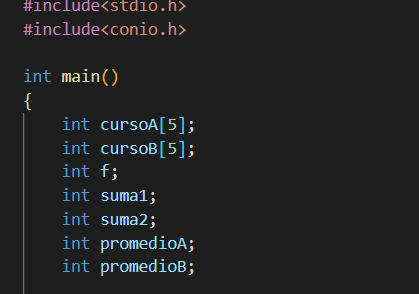 #include<stdio.h>
#include<conio.h>
int main()
{
int cursoA[5];
int cursoB[5];
int f;
int suma1;
int suma2;
int promedioA;
int promedioB;